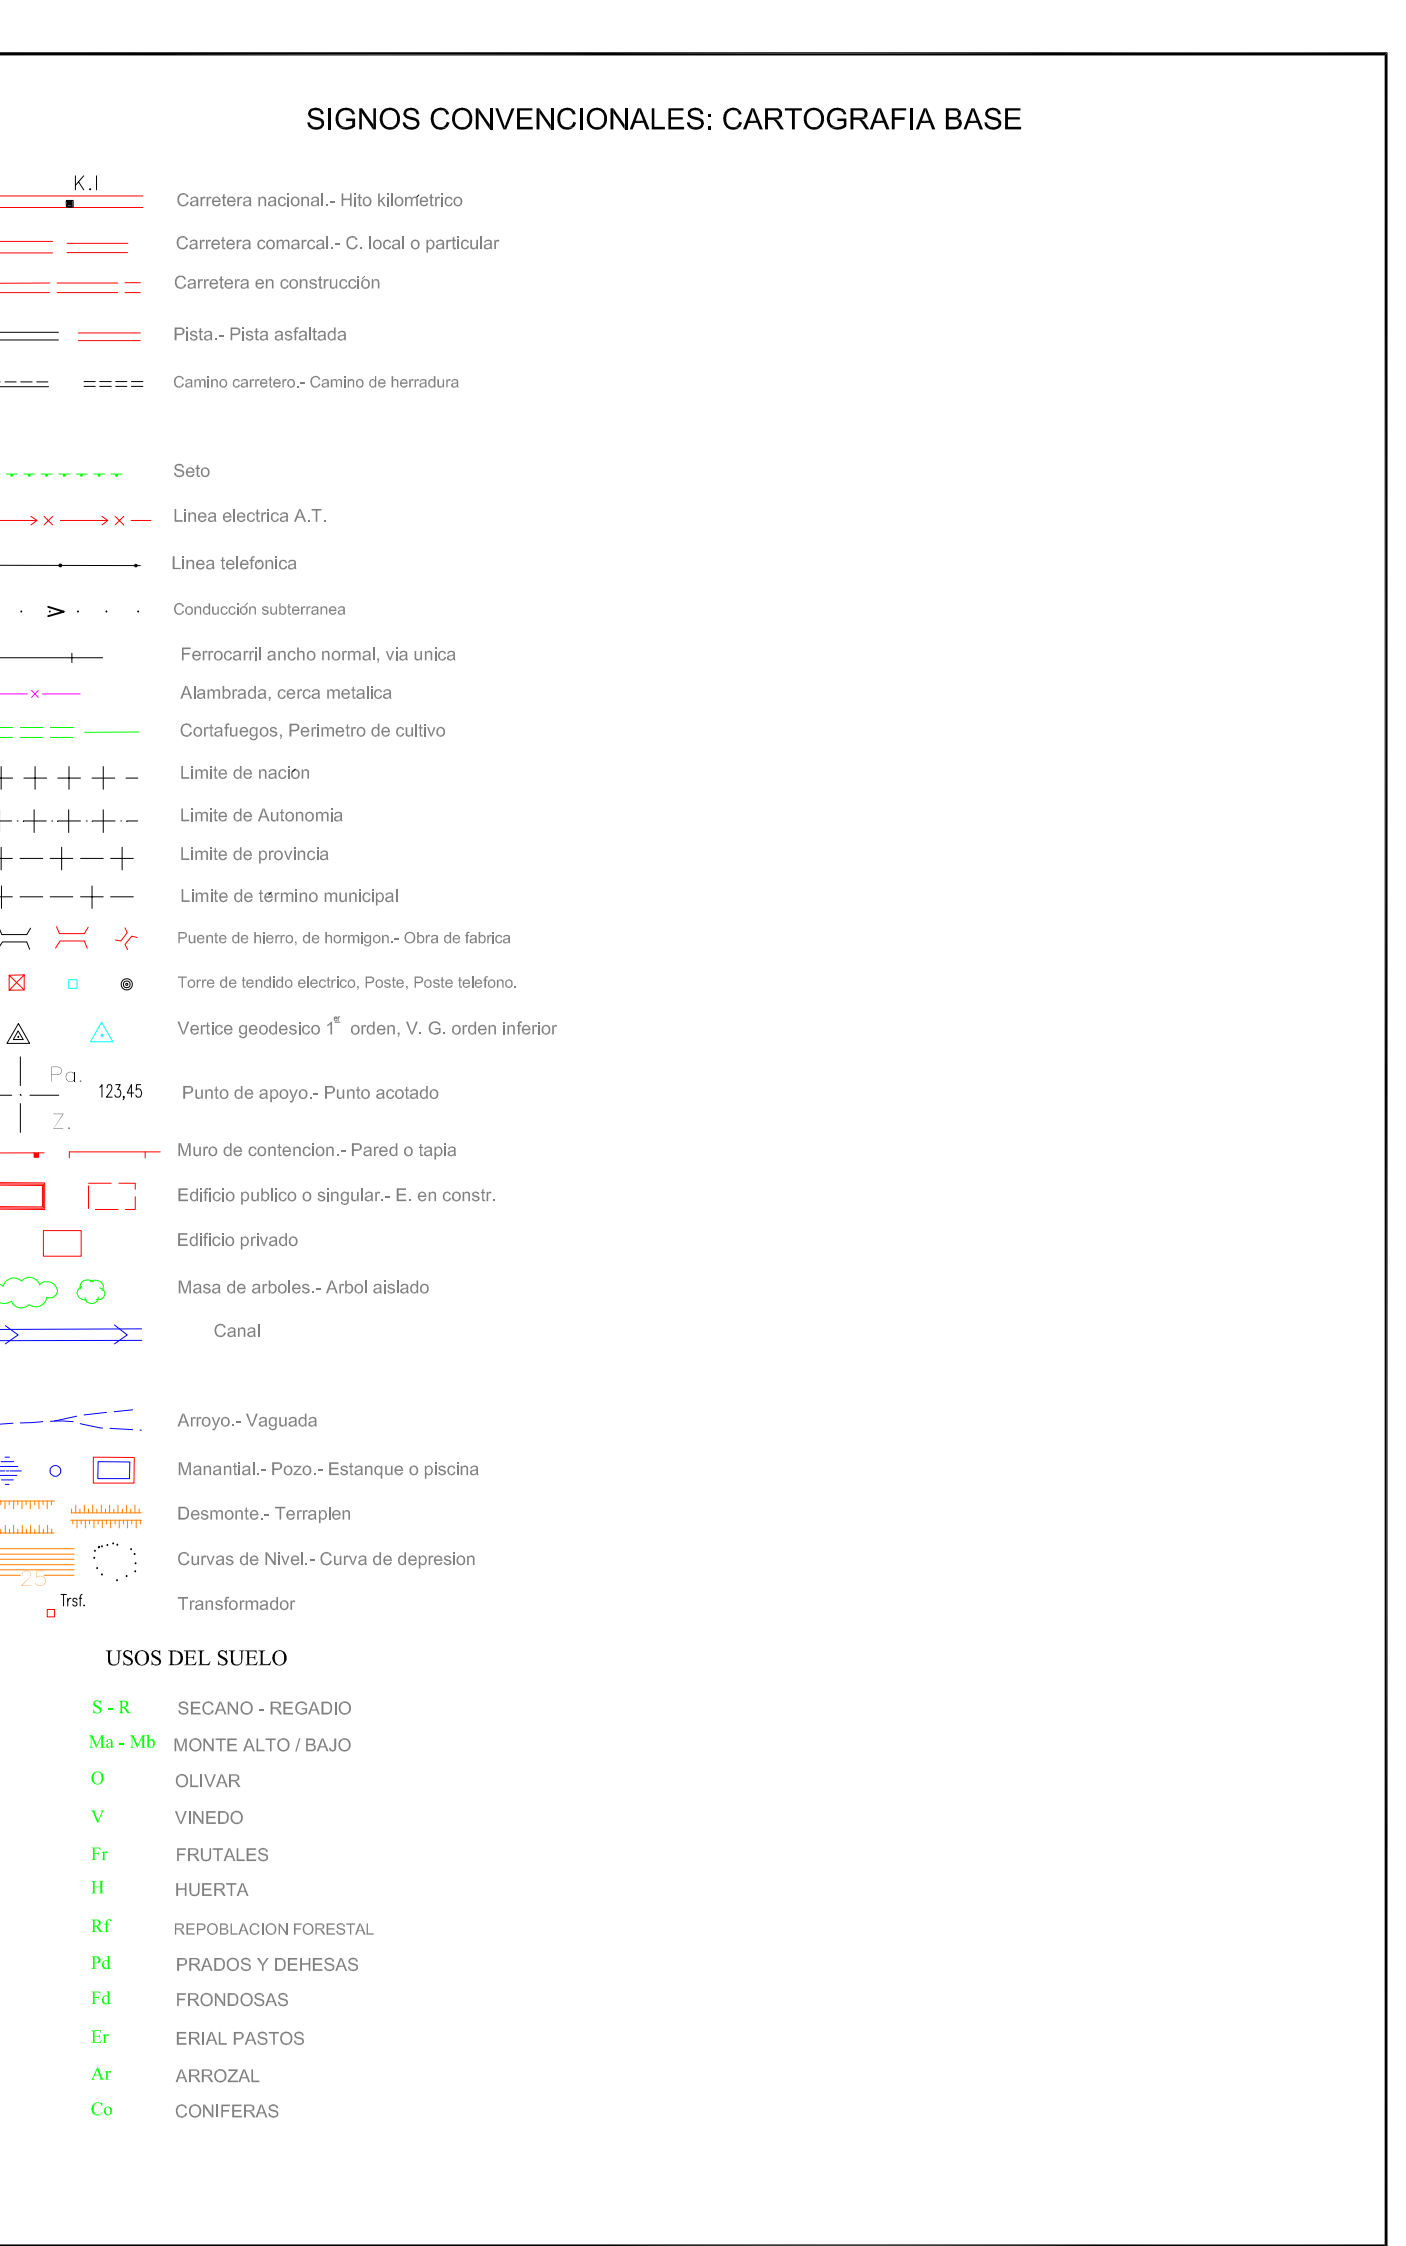 SIGNOS CONVENCIONALES: CARTOGRAFIA BASE
K.I
Carretera nacional.- Hito kilométrico
Carretera comarcal.- C. local o particular
Carretera en construcción
Pista.- Pista asfaltada
Camino carretero.- Camino de herradura
Seto
Linea electrica A.T.
Linea telefónica
Conducción subterranea
Ferrocarril ancho normal, via unica
Alambrada, cerca metalica
Cortafuegos, Perimetro de cultivo
Limite de nación
Limite de Autonomia
Limite de provincia
Limite de término municipal
Puente de hierro, de hormigon.- Obra de fabrica
Torre de tendido electrico, Poste, Poste telefono.
Vertice geodesico 1er orden, V. G. orden inferior
Pa.
123,45 Punto de apoyo.- Punto acotado
Z.
Muro de contencion.- Pared o tapia
Edificio publico o singular.- E. en constr.
Edificio privado
Masa de arboles.- Arbol aislado
Canal
Arroyo.- Vaguada
Manantial.- Pozo.- Estanque o piscina
Desmonte.- Terraplen
Curvas de Nivel.- Curva de depresion
25
Trsf. Transformador
USOS DEL SUELO
S - R SECANO - REGADIO
Ma - Mb MONTE ALTO / BAJO
O OLIVAR
V VINEDO
Fr FRUTALES
H HUERTA
Rf REPOBLACION FORESTAL
Pd PRADOS Y DEHESAS
Fd FRONDOSAS
Er ERIAL PASTOS
Ar ARROZAL
Co CONIFERAS